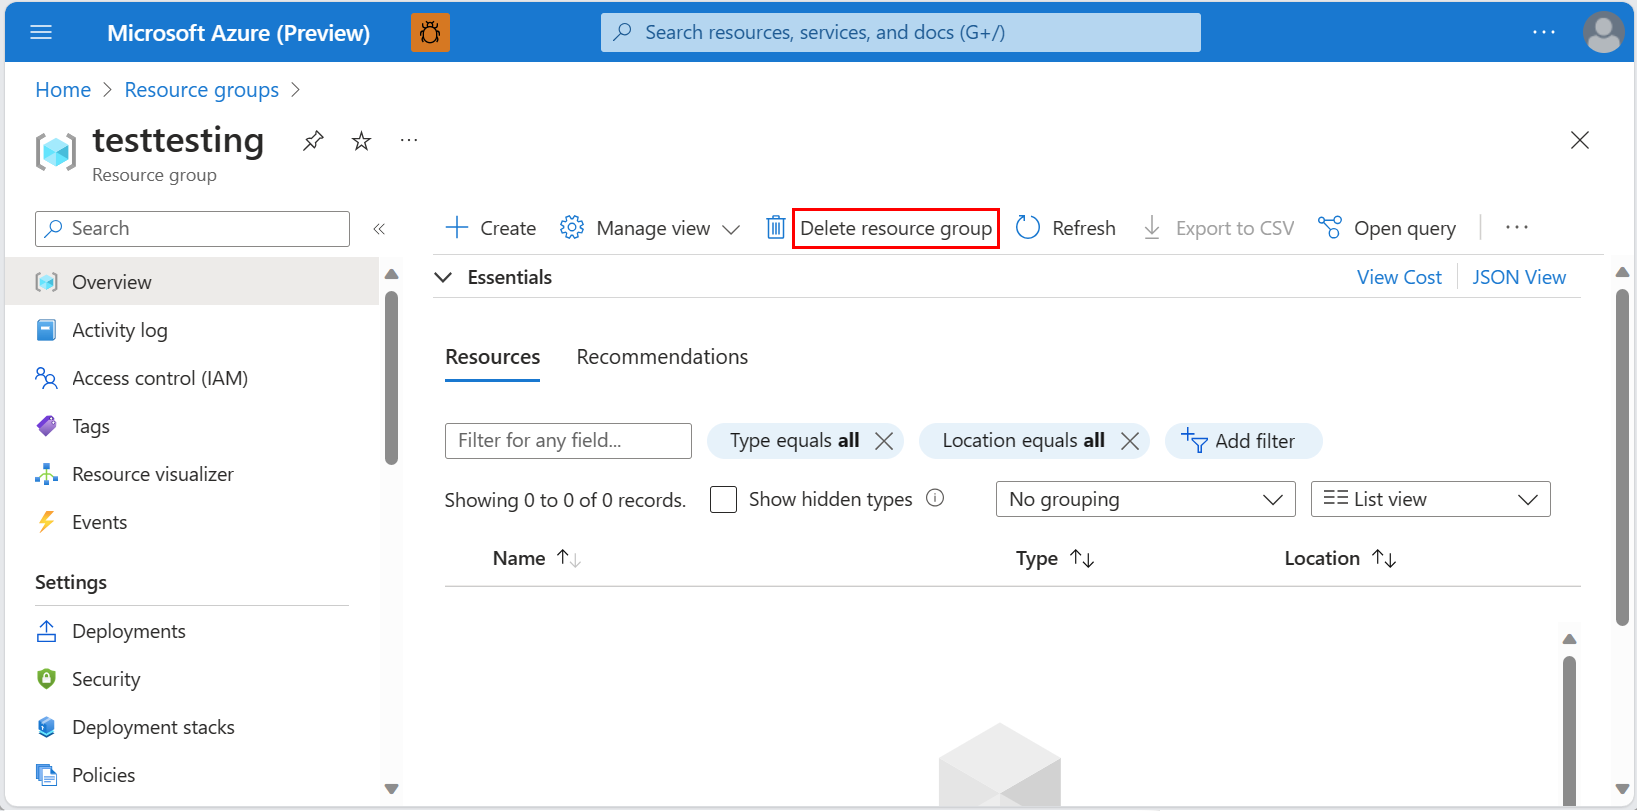 Microsoft Azure (Preview)
Search resources, services, and docs (G+/)
Home > Resource groups >
testtesting
Resource group
Search
Create
Manage view
Delete resource group
Refresh
Export to CSV
Open query
Overview
Activity log
Access control (IAM)
Tags
Resource visualizer
Events
Settings
Deployments
Security
Deployment stacks
Policies
Essentials
View Cost
JSON View
Resources
Recommendations
Filter for any field...
Type equals all
Location equals all
Add filter
Showing 0 to 0 of 0 records.
Show hidden types
No grouping
List view
Name
Type
Location